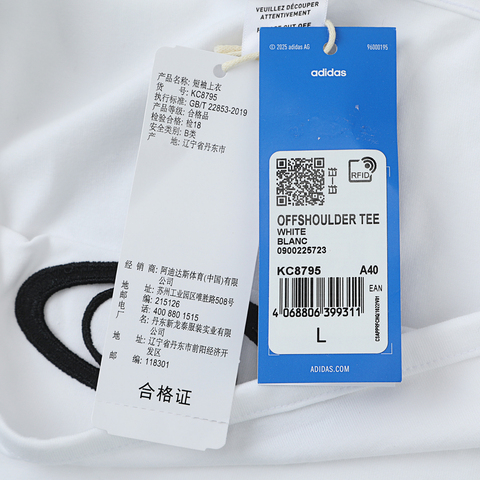 VEUILLEZ DÉCOUPER
ATTENTIVEMENT
产品名称: 短袖上衣
货 号: KC8795
执行标准: GB/T 22853-2019
产品等级: 合格品
检验合格: 检18
安全类别: B类
产 地: 辽宁省丹东市
经 销 商: 阿迪达斯体育(中国)有限
公司
地 址: 苏州工业园区唯胜路508号
邮 编: 215126
电 话: 400 880 1515
厂 名: 丹东新龙泰服装实业有限
公司
地 址: 辽宁省丹东市前阳经济开
发区
邮 编: 118301
合格证
© 2025 adidas AG
96000195
adidas
RFID
OFFSHOULDER TEE
WHITE
BLANC
0900225723
KC8795 A40
EAN
4 068806 399311
L
ADIDAS.COM